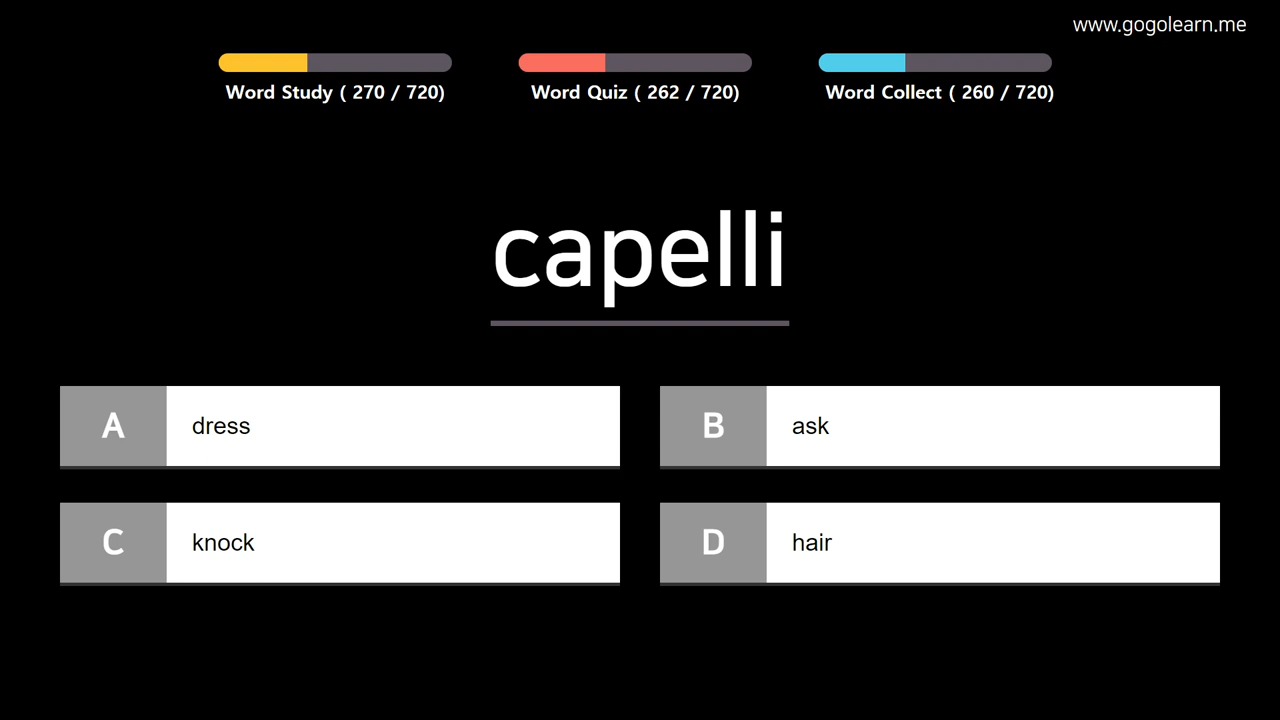 www.gogolearn.me
Word Study ( 270 / 720)
Word Quiz ( 262 / 720)
Word Collect ( 260 / 720)
capelli
A dress
B ask
C knock
D hair